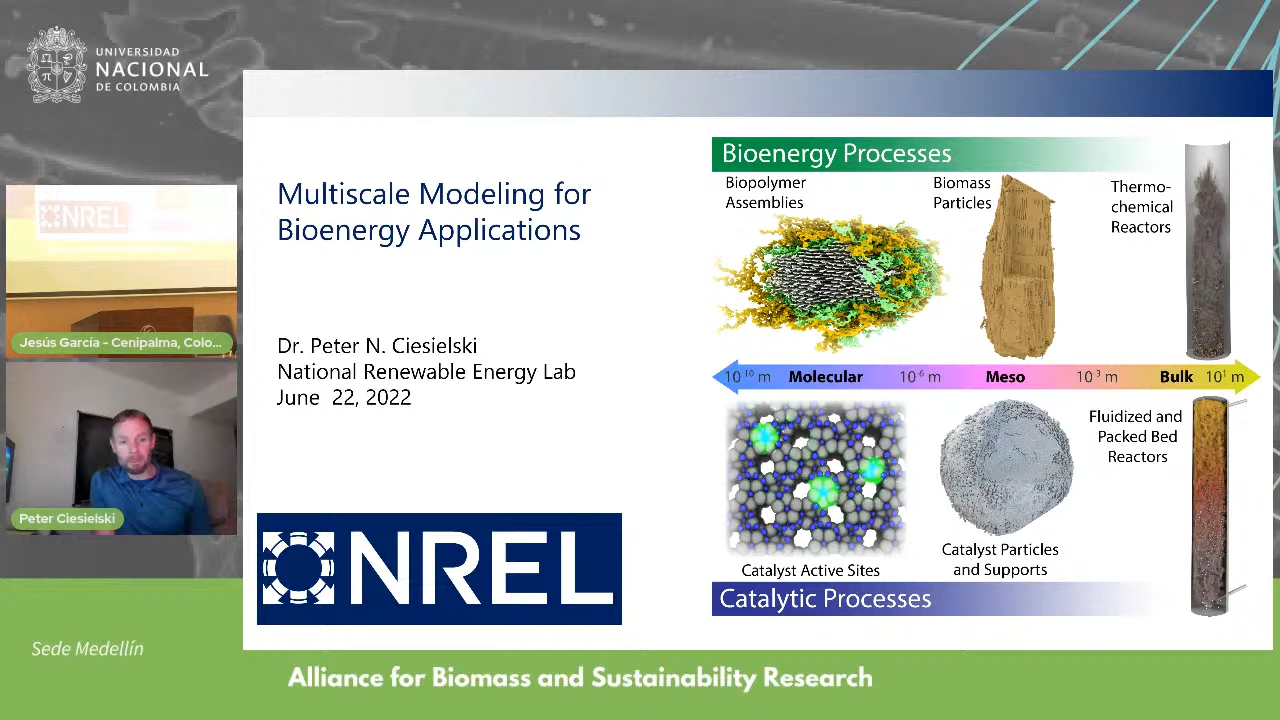 UNIVERSIDAD
NACIONAL
DE COLOMBIA
NREL
Jesús García - Cenipalma, Colo...
Peter Ciesielski
Multiscale Modeling for
Bioenergy Applications
Dr. Peter N. Ciesielski
National Renewable Energy Lab
June 22, 2022
NREL
Bioenergy Processes
Biopolymer
Assemblies
Biomass
Particles
Thermo-
chemical
Reactors
10⁻¹⁰ m Molecular 10⁻⁶ m Meso 10⁻³ m Bulk 10¹ m
Fluidized and
Packed Bed
Reactors
Catalyst Active Sites
Catalyst Particles
and Supports
Catalytic Processes
Sede Medellín
Alliance for Biomass and Sustainability Research